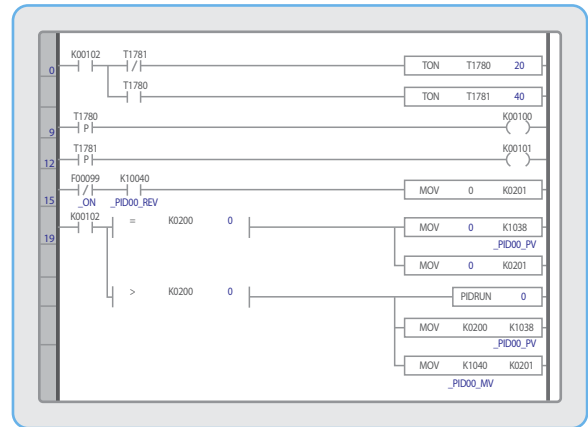 K00102 T1781
0 TON T1780 20
T1780
TON T1781 40
T1780 K00100
9 P
T1781 K00101
12 P
F00099 K10040
15 MOV 0 K0201
_ON _PID00_REV
K00102
19 = K0200 0 MOV 0 K1038
_PID00_PV
MOV 0 K0201
> K0200 0 PIDRUN 0
MOV K0200 K1038
_PID00_PV
MOV K1040 K0201
_PID00_MV